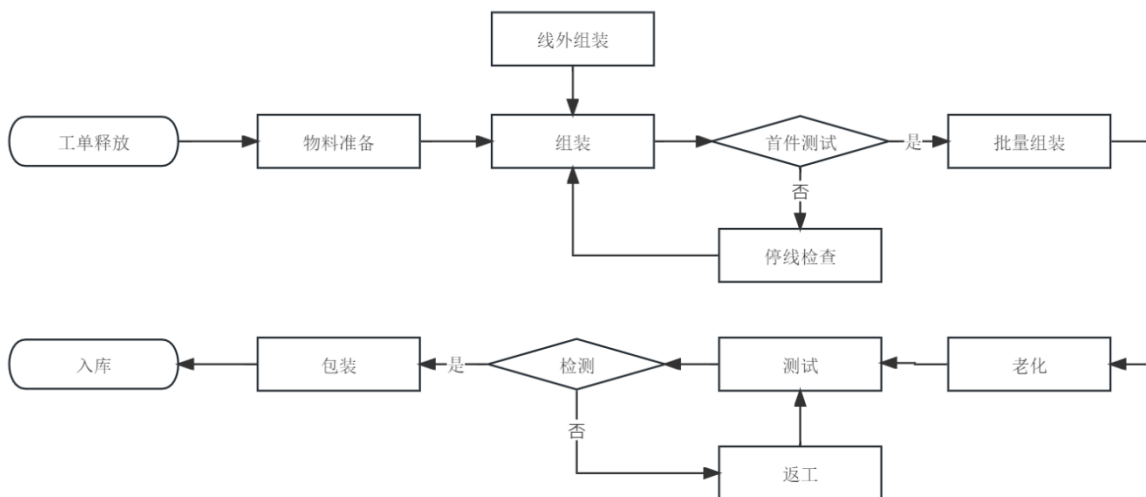 线外组装
工单释放
物料准备
组装
首件测试
是
批量组装
否
停线检查
入库
包装
是
检测
测试
老化
否
返工